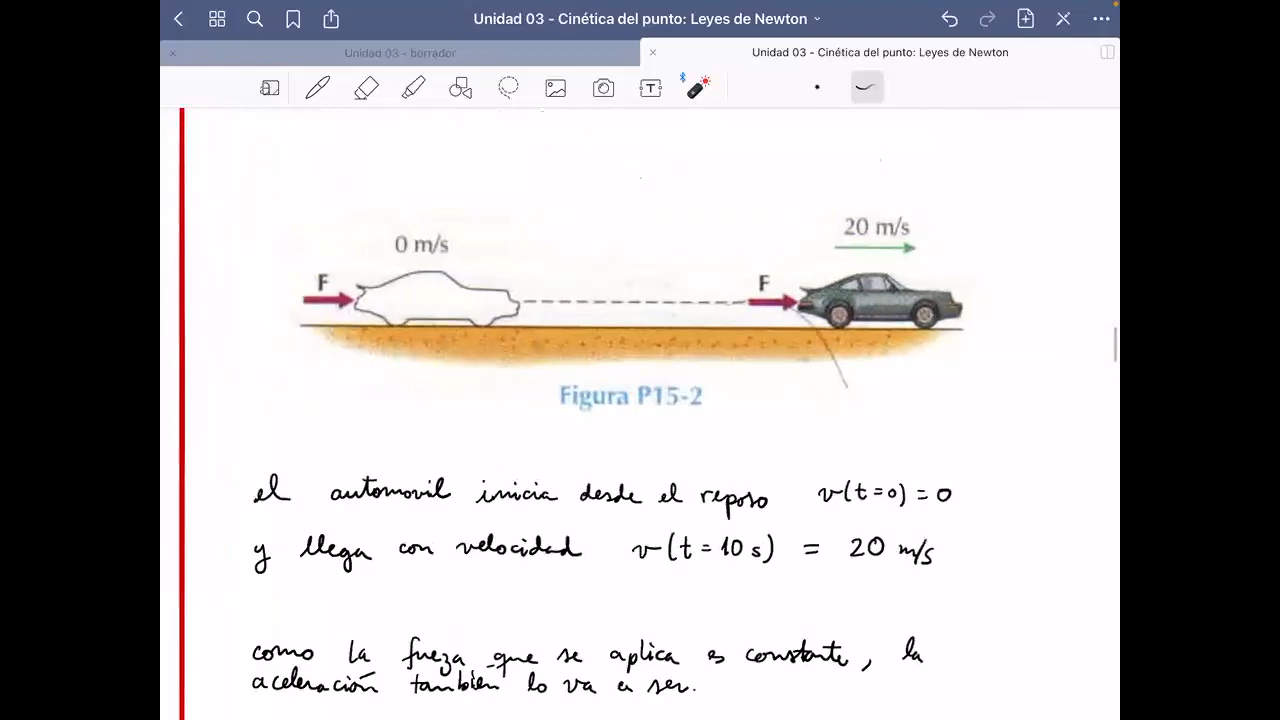 Unidad 03 - Cinética del punto: Leyes de Newton
Unidad 03 - borrador
Unidad 03 - Cinética del punto: Leyes de Newton
T
20 m/s
0 m/s
F
F
Figura P15-2
el automovil inicia desde el reposo v(t=0) = 0
y llega con velocidad v(t = 10 s) = 20 m/s
como la fueza que se aplica es constante, la
aceleración también lo va a ser.